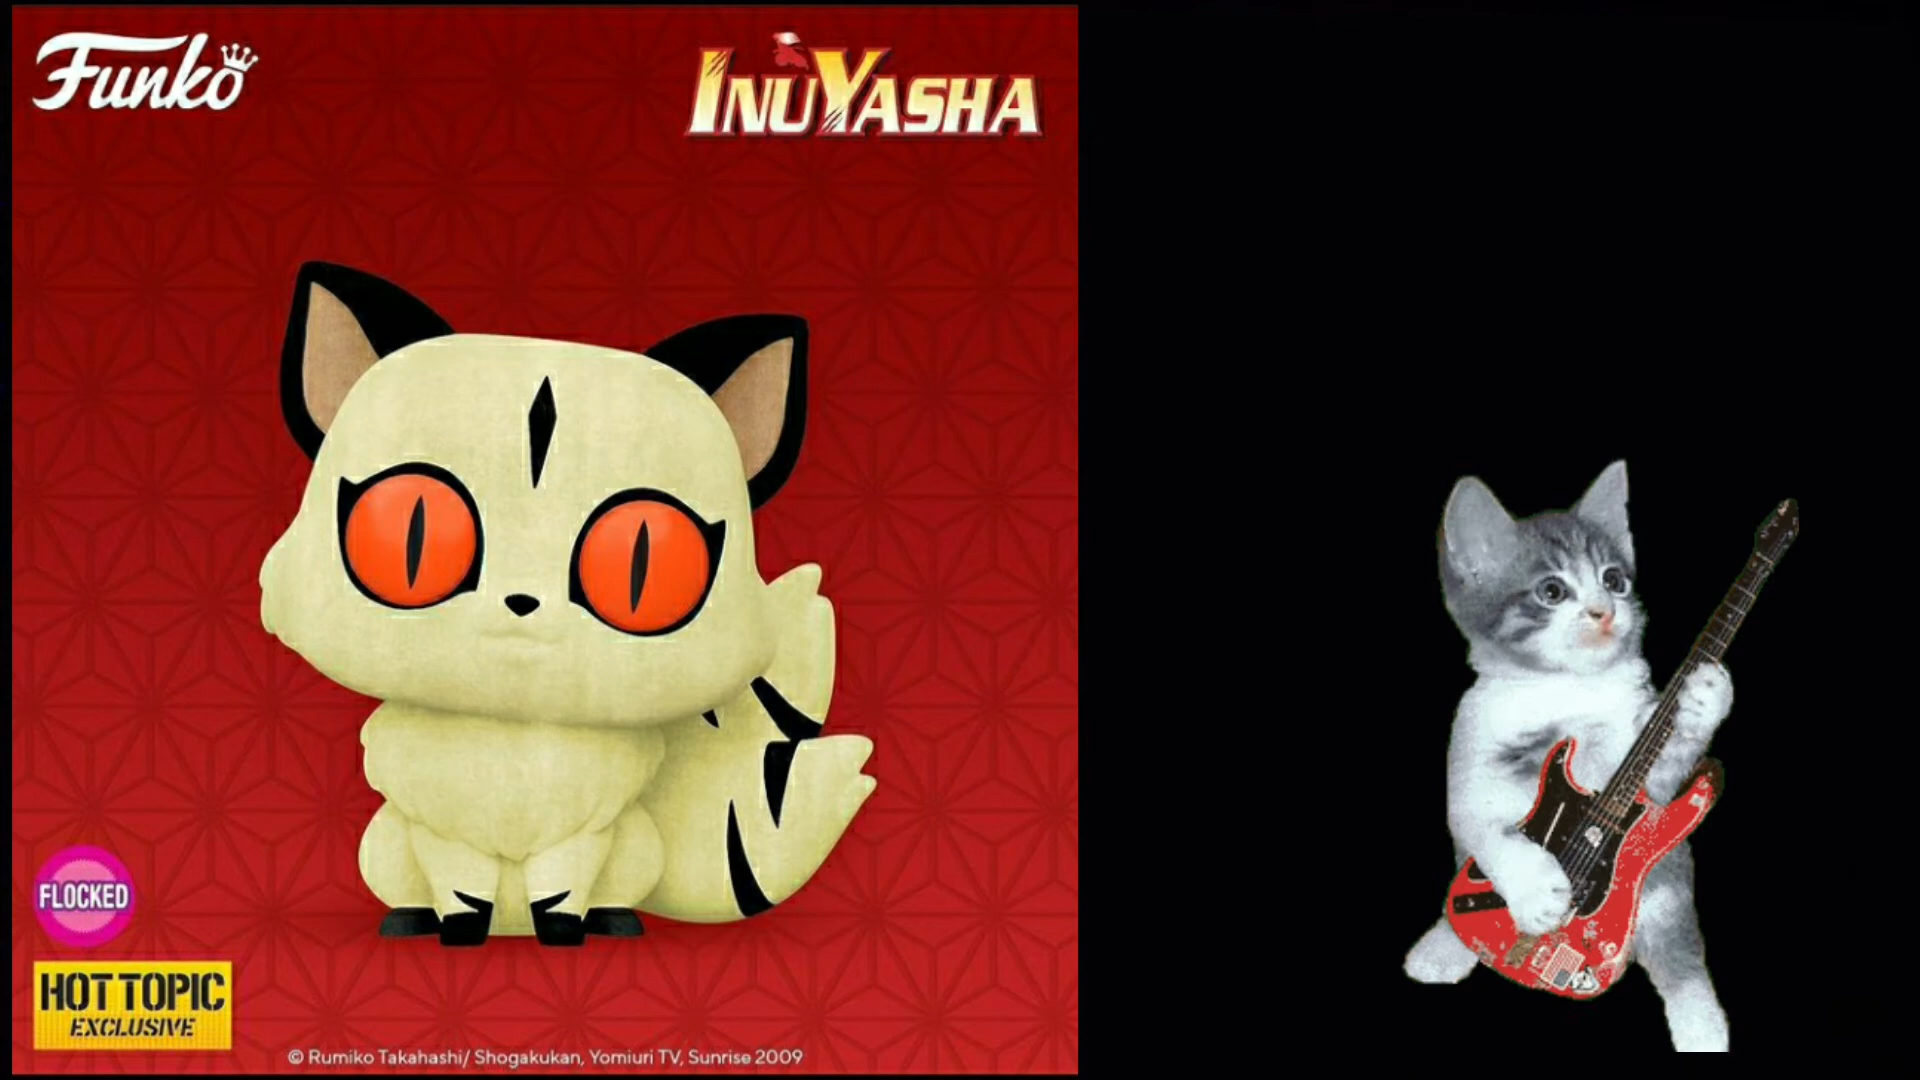 Funko
INUYASHA
FLOCKED
HOT TOPIC
EXCLUSIVE
© Rumiko Takahashi/ Shogakukan, Yomiuri TV, Sunrise 2009